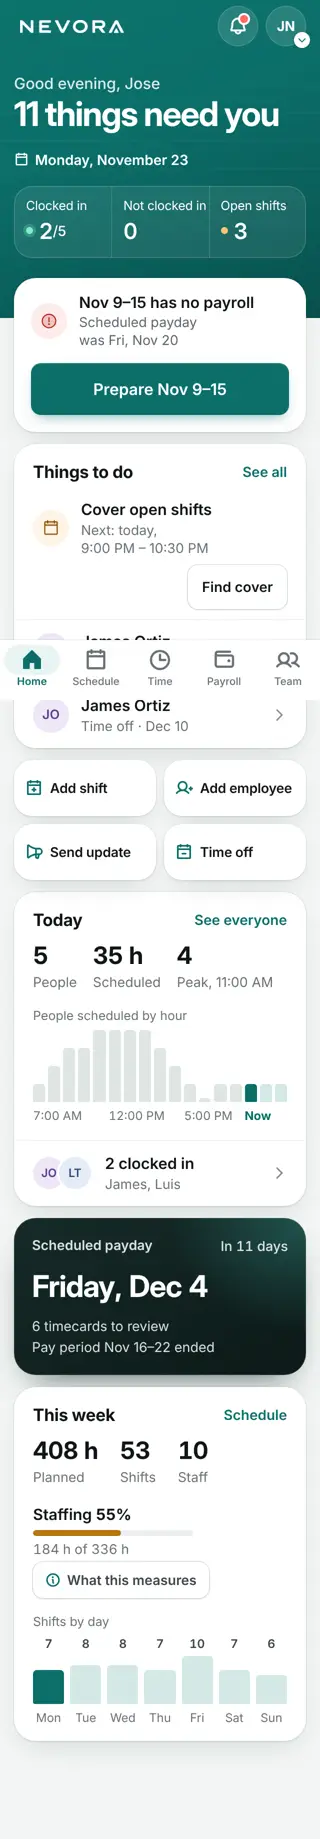 NEVORA
JN
Good evening, Jose
11 things need you
Monday, November 23
Clocked in
2/5
Not clocked in
0
Open shifts
3
Nov 9–15 has no payroll
Scheduled payday
was Fri, Nov 20
Prepare Nov 9–15
Things to do
See all
Cover open shifts
Next: today,
9:00 PM – 10:30 PM
Find cover
James Ortiz
Home
Schedule
Time
Payroll
Team
JO
James Ortiz
Time off · Dec 10
Add shift
Add employee
Send update
Time off
Today
See everyone
5
35 h
4
People
Scheduled
Peak, 11:00 AM
People scheduled by hour
7:00 AM
12:00 PM
5:00 PM
Now
JO
LT
2 clocked in
James, Luis
Scheduled payday
In 11 days
Friday, Dec 4
6 timecards to review
Pay period Nov 16–22 ended
This week
Schedule
408 h
53
10
Planned
Shifts
Staff
Staffing 55%
184 h of 336 h
What this measures
Shifts by day
7 8 8 7 10 7 6
Mon Tue Wed Thu Fri Sat Sun